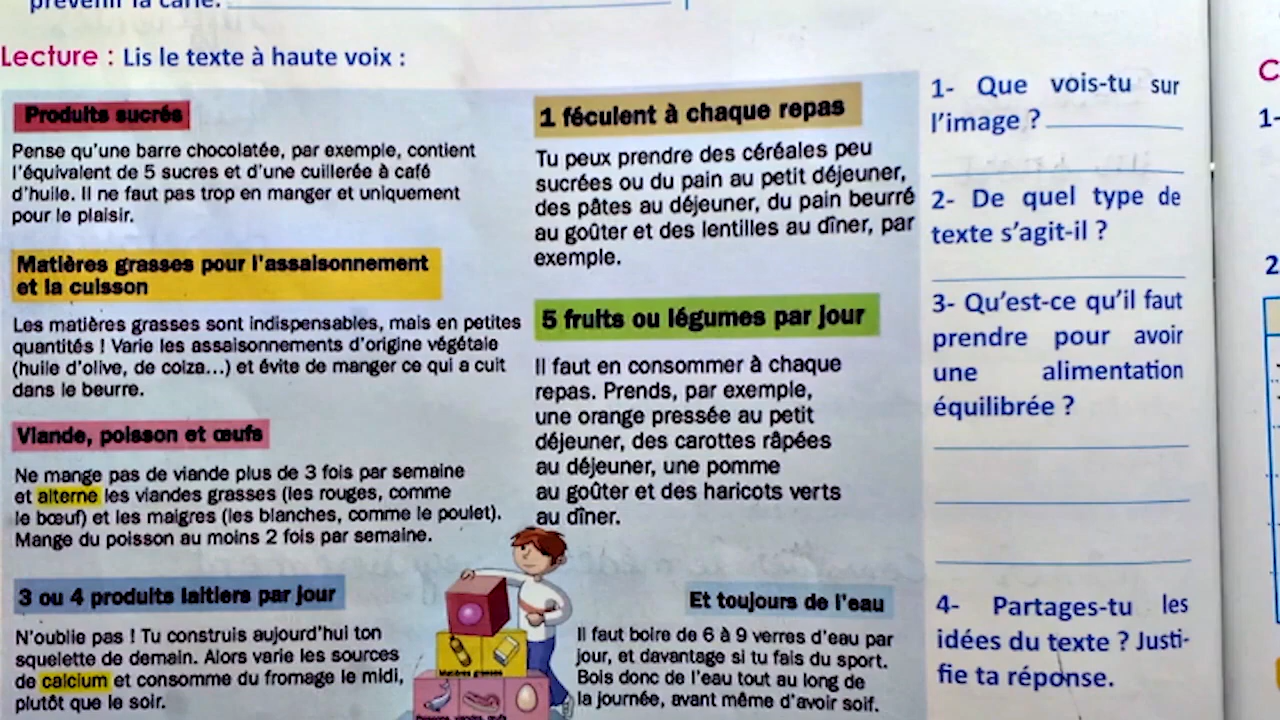 prévenir la carie.
Lecture : Lis le texte à haute voix :
Produits sucrés
Pense qu'une barre chocolatée, par exemple, contient
l'équivalent de 5 sucres et d'une cuillerée à café
d'huile. Il ne faut pas trop en manger et uniquement
pour le plaisir.
Matières grasses pour l'assaisonnement
et la cuisson
Les matières grasses sont indispensables, mais en petites
quantités ! Varie les assaisonnements d'origine végétale
(huile d'olive, de colza...) et évite de manger ce qui a cuit
dans le beurre.
Viande, poisson et œufs
Ne mange pas de viande plus de 3 fois par semaine
et alterne les viandes grasses (les rouges, comme
le bœuf) et les maigres (les blanches, comme le poulet).
Mange du poisson au moins 2 fois par semaine.
3 ou 4 produits laitiers par jour
N'oublie pas ! Tu construis aujourd'hui ton
squelette de demain. Alors varie les sources
de calcium et consomme du fromage le midi,
plutôt que le soir.
1 féculent à chaque repas
Tu peux prendre des céréales peu
sucrées ou du pain au petit déjeuner,
des pâtes au déjeuner, du pain beurré
au goûter et des lentilles au dîner, par
exemple.
5 fruits ou légumes par jour
Il faut en consommer à chaque
repas. Prends, par exemple,
une orange pressée au petit
déjeuner, des carottes râpées
au déjeuner, une pomme
au goûter et des haricots verts
au dîner.
Et toujours de l'eau
Il faut boire de 6 à 9 verres d'eau par
jour, et davantage si tu fais du sport.
Bois donc de l'eau tout au long de
la journée, avant même d'avoir soif.
Matières grasses
Poissons, viandes, œufs
1- Que vois-tu sur
l'image ?
2- De quel type de
texte s'agit-il ?
3- Qu'est-ce qu'il faut
prendre pour avoir
une alimentation
équilibrée ?
4- Partages-tu les
idées du texte ? Justi-
fie ta réponse.
C
1-
2